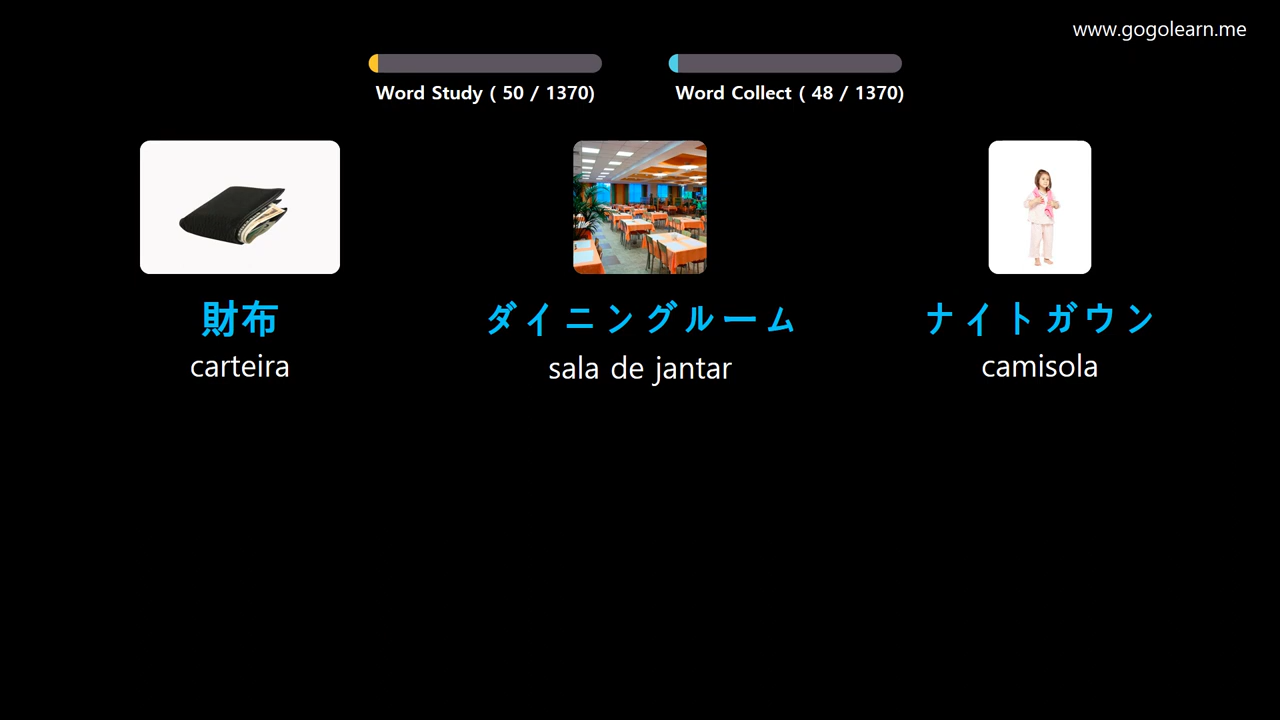 www.gogolearn.me
Word Study ( 50 / 1370)
Word Collect ( 48 / 1370)
財布
ダイニングルーム
ナイトガウン
carteira
sala de jantar
camisola